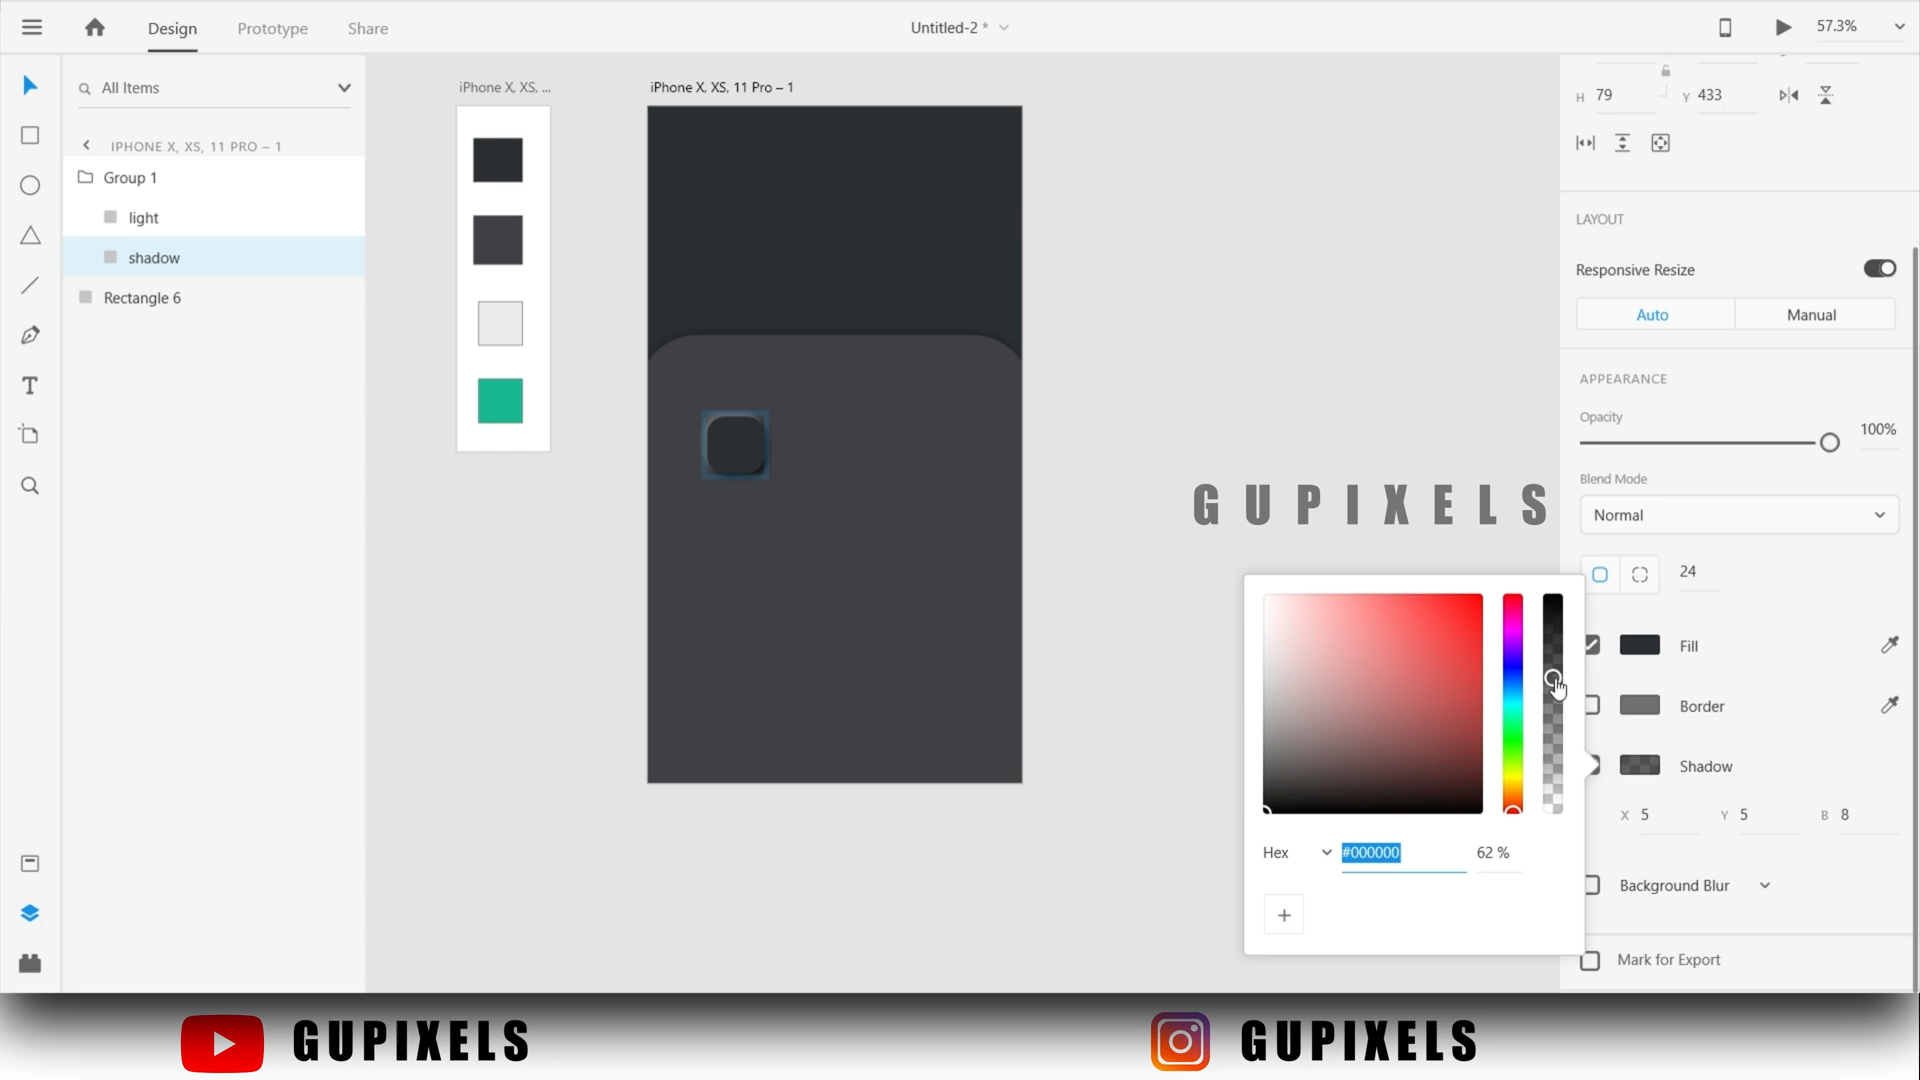 Design
Prototype
Share
Untitled-2 *
57.3%
All Items
IPHONE X, XS, 11 PRO – 1
Group 1
light
shadow
Rectangle 6
iPhone X, XS, ...
iPhone X, XS, 11 Pro – 1
H 79
Y 433
LAYOUT
Responsive Resize
Auto
Manual
APPEARANCE
Opacity
100%
Blend Mode
Normal
24
Fill
Border
Shadow
X 5
Y 5
B 8
Background Blur
Mark for Export
GUPIXELS
Hex
#000000
62 %
GUPIXELS
GUPIXELS